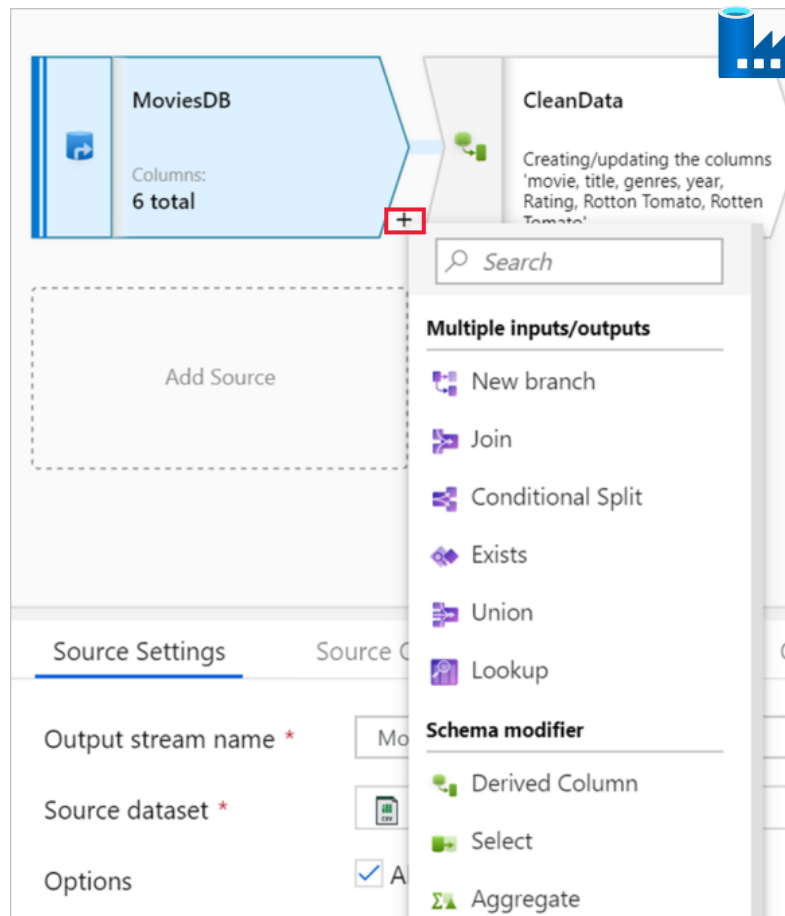 MoviesDB
Columns:
6 total
CleanData
Creating/updating the columns
'movie, title, genres, year,
Rating, Rotton Tomato, Rotten
Tomato'
+
Search
Multiple inputs/outputs
New branch
Join
Conditional Split
Exists
Union
Lookup
Schema modifier
Derived Column
Select
Aggregate
Add Source
Source Settings
Source
Output stream name *
Source dataset *
CSV
Options